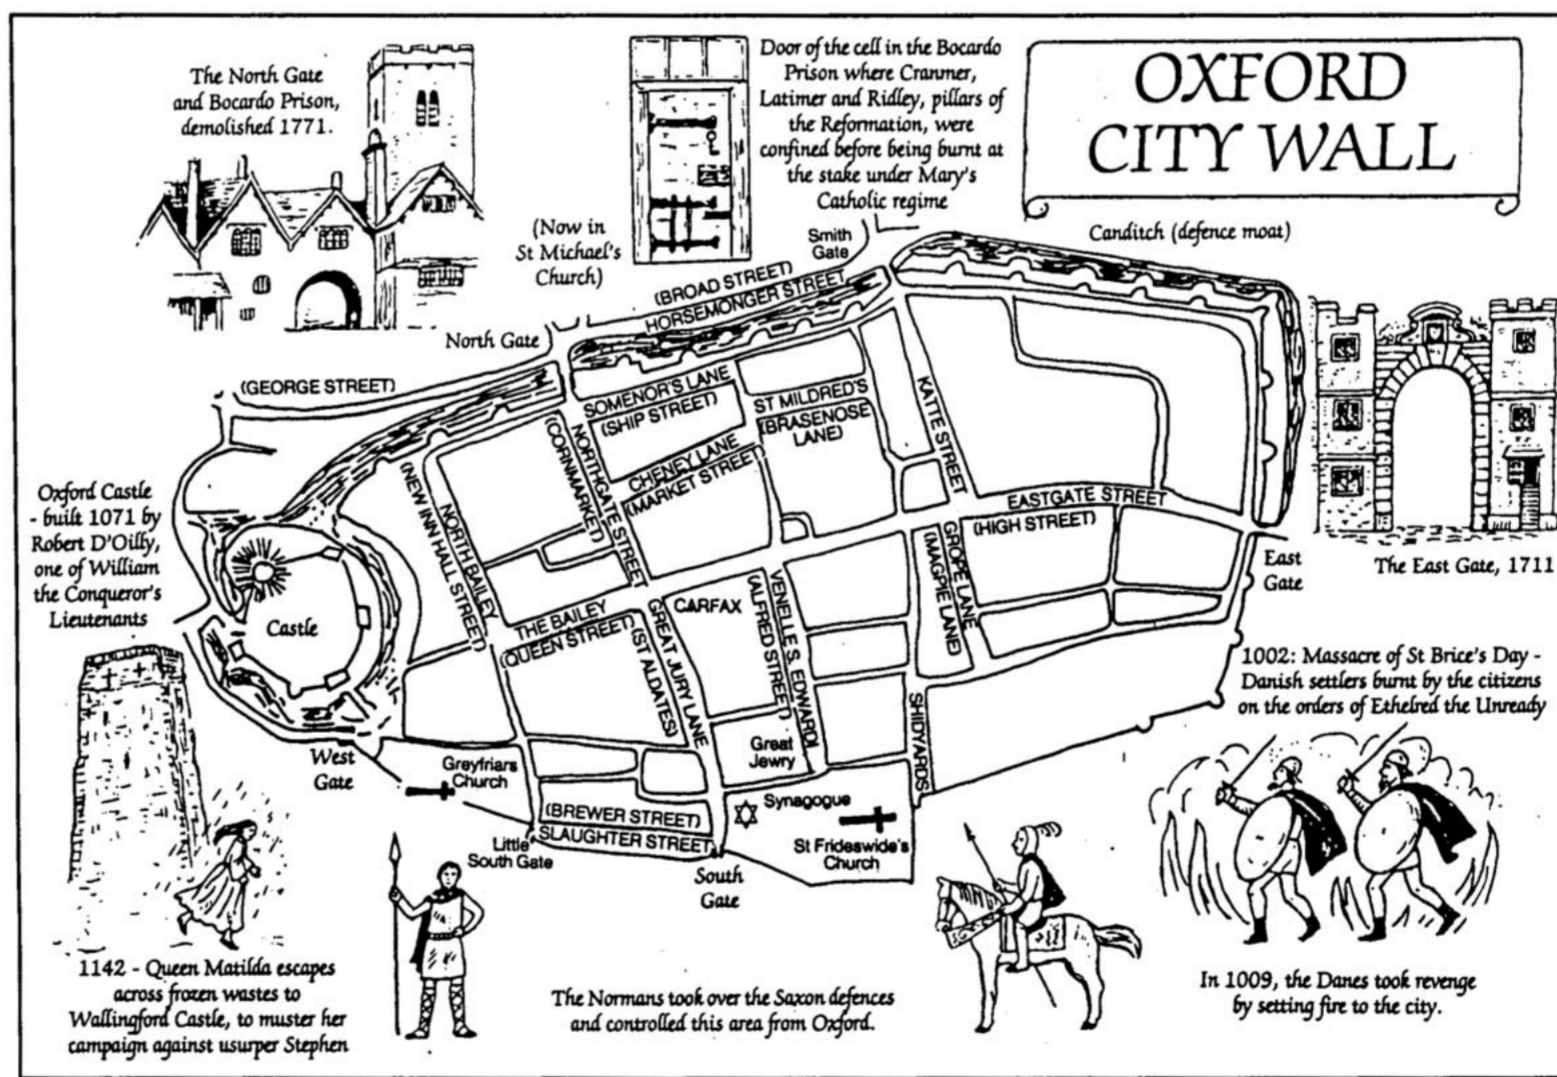 OXFORD
CITY WALL
The North Gate
and Bocardo Prison,
demolished 1771.
Door of the cell in the Bocardo
Prison where Cranmer,
Latimer and Ridley, pillars of
the Reformation, were
confined before being burnt at
the stake under Mary's
Catholic regime
(Now in
St Michael's
Church)
Smith
Gate
Canditch (defence moat)
(BROAD STREET)
HORSEMONGER STREET
North Gate
(GEORGE STREET)
SOMENOR'S LANE
(SHIP STREET)
ST MILDRED'S
(BRASENOSE
LANE)
KATTE STREET
NORTHGATE STREET
(CORNMARKET)
CHENEY LANE
(MARKET STREET)
NORTH BAILEY
(NEW INN HALL STREET)
EASTGATE STREET
(HIGH STREET)
GROPE LANE
(MAGPIE LANE)
East
Gate
The East Gate, 1711
Oxford Castle
- built 1071 by
Robert D'Oilly,
one of William
the Conqueror's
Lieutenants
Castle
THE BAILEY
(QUEEN STREET)
CARFAX
GREAT JURY LANE
(ST ALDATES)
VENELLE S. EDWARDI
(ALFRED STREET)
SHIDYARDS
1002: Massacre of St Brice's Day -
Danish settlers burnt by the citizens
on the orders of Ethelred the Unready
West
Gate
Greyfriars
Church
Great
Jewry
(BREWER STREET)
SLAUGHTER STREET
Synagogue
St Frideswide's
Church
Little
South Gate
South
Gate
1142 - Queen Matilda escapes
across frozen wastes to
Wallingford Castle, to muster her
campaign against usurper Stephen
The Normans took over the Saxon defences
and controlled this area from Oxford.
In 1009, the Danes took revenge
by setting fire to the city.